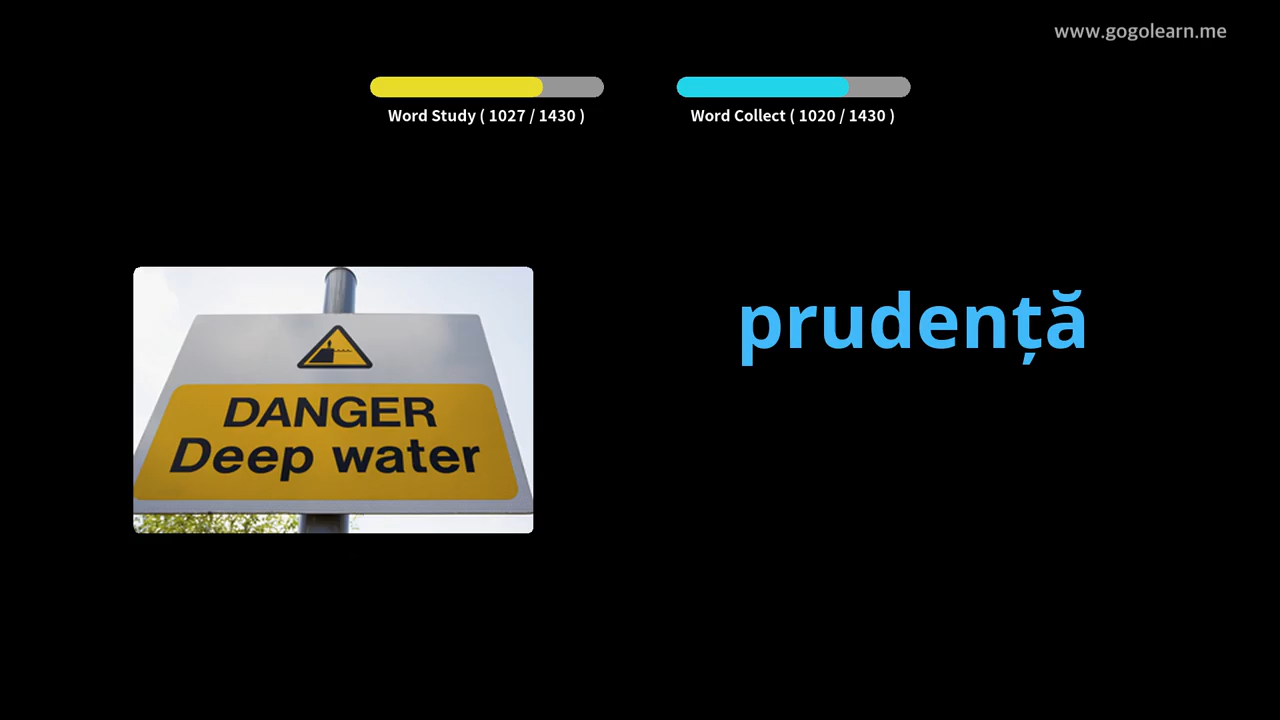 www.gogolearn.me
Word Study ( 1027 / 1430 )
Word Collect ( 1020 / 1430 )
DANGER
Deep water
prudență